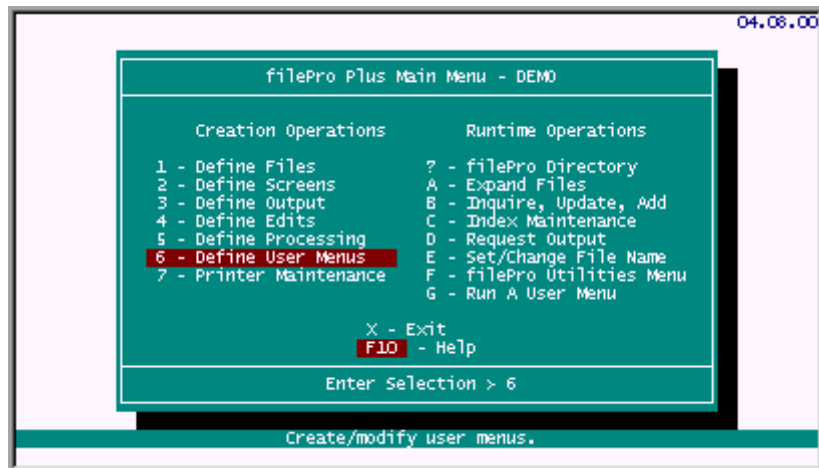 04.08.00
filePro Plus Main Menu - DEMO
Creation Operations
1 - Define Files
2 - Define Screens
3 - Define Output
4 - Define Edits
5 - Define Processing
6 - Define User Menus
7 - Printer Maintenance
Runtime Operations
? - filePro Directory
A - Expand Files
B - Inquire, Update, Add
C - Index Maintenance
D - Request Output
E - Set/Change File Name
F - filePro Utilities Menu
G - Run A User Menu
X - Exit
F10 - Help
Enter Selection > 6
Create/modify user menus.